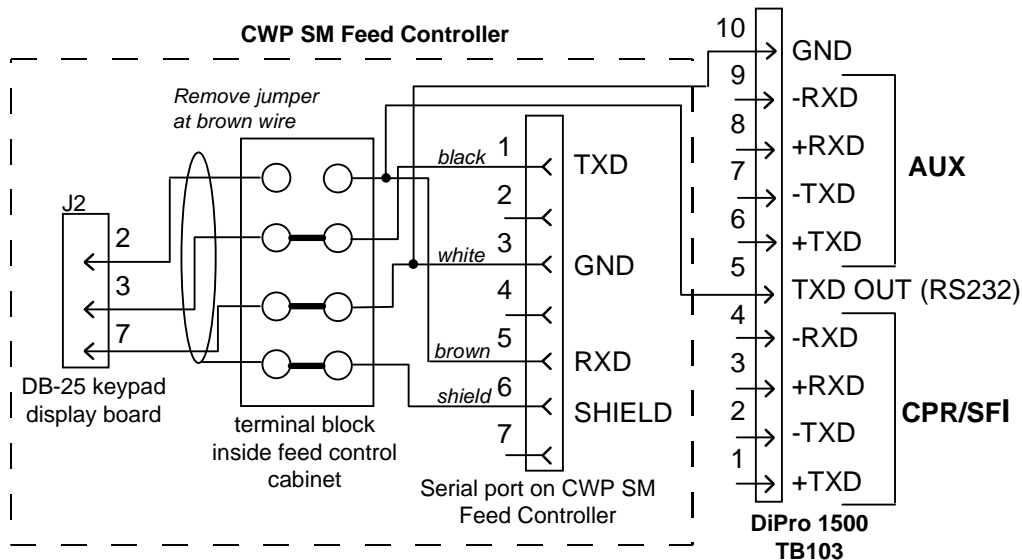 CWP SM Feed Controller
Remove jumper
at brown wire
J2
2
3
7
DB-25 keypad
display board
terminal block
inside feed control
cabinet
black
white
brown
shield
1
TXD
2
3
GND
4
5
RXD
6
SHIELD
7
Serial port on CWP SM
Feed Controller
10
GND
9
-RXD
8
+RXD
7
-TXD
6
+TXD
AUX
5
TXD OUT (RS232)
4
-RXD
3
+RXD
2
-TXD
1
+TXD
CPR/SFI
DiPro 1500
TB103